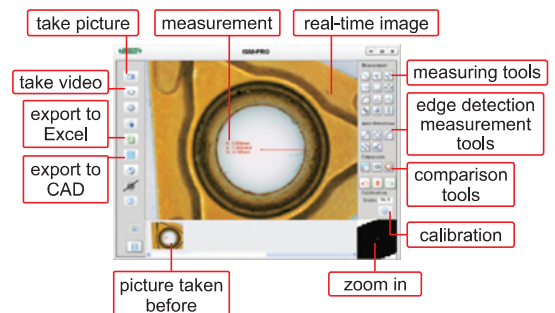 take picture
measurement
real-time image
ISM-PRO
take video
measuring tools
export to
Excel
edge detection
measurement
tools
export to
CAD
comparison
tools
calibration
picture taken
before
zoom in